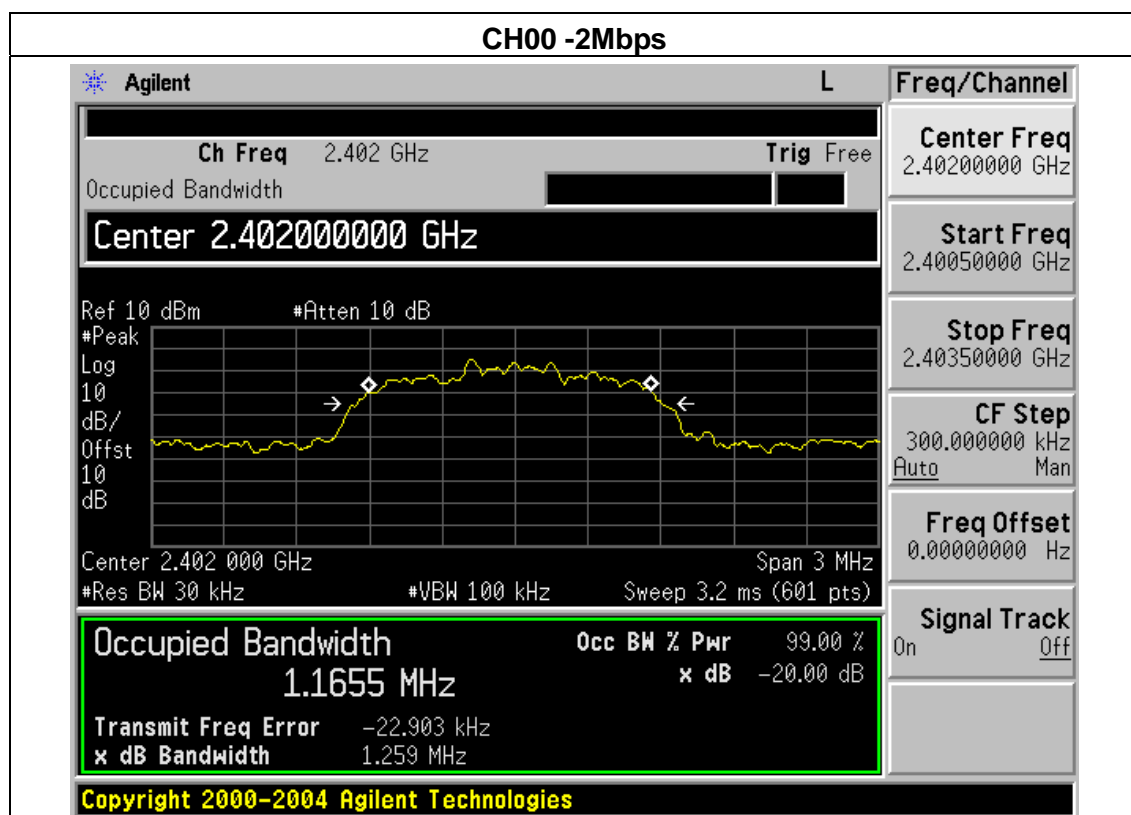 CH00 -2Mbps
Agilent L Freq/Channel
Ch Freq 2.402 GHz Trig Free
Occupied Bandwidth
Center 2.402000000 GHz
Ref 10 dBm #Atten 10 dB
#Peak
Log
10
dB/
Offst
10
dB
Center 2.402 000 GHz Span 3 MHz
#Res BW 30 kHz #VBW 100 kHz Sweep 3.2 ms (601 pts)
Occupied Bandwidth Occ BW % Pwr 99.00 %
1.1655 MHz x dB -20.00 dB
Transmit Freq Error -22.903 kHz
x dB Bandwidth 1.259 MHz
Copyright 2000-2004 Agilent Technologies
Center Freq
2.40200000 GHz
Start Freq
2.40050000 GHz
Stop Freq
2.40350000 GHz
CF Step
300.000000 kHz
Auto Man
Freq Offset
0.00000000 Hz
Signal Track
On Off